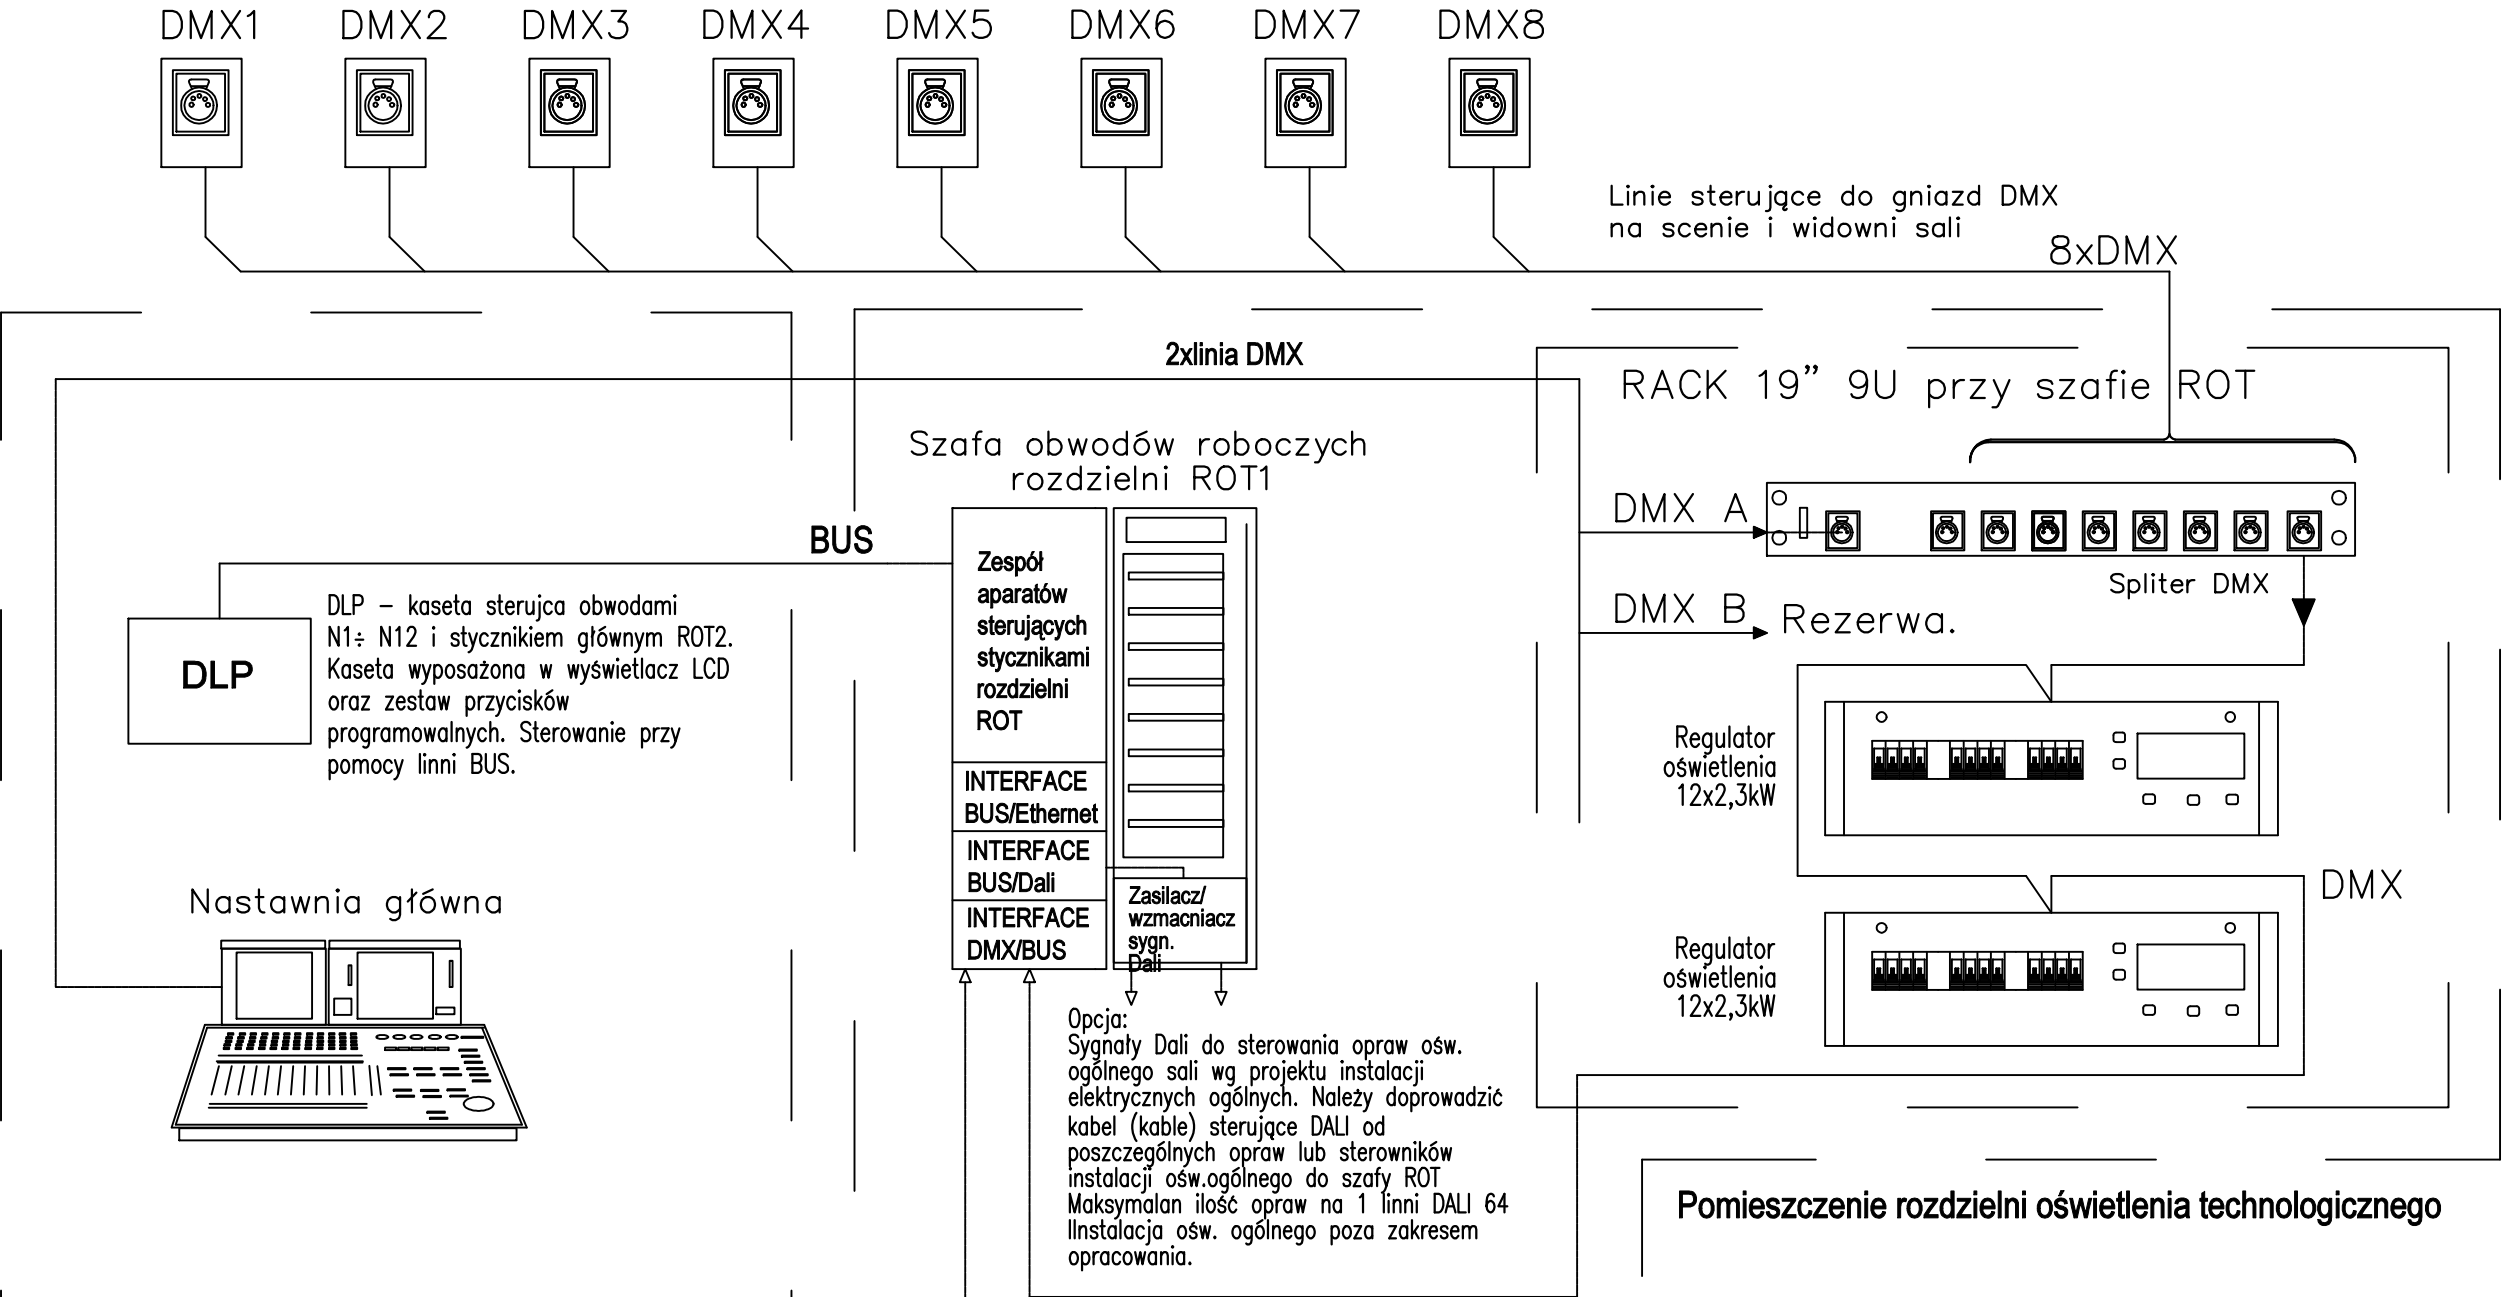 DMX1
DMX2
DMX3
DMX4
DMX5
DMX6
DMX7
DMX8
Linie sterujące do gniazd DMX
na scenie i widowni sali
8xDMX
2xlinia DMX
RACK 19” 9U przy szafie ROT
Szafa obwodów roboczych
rozdzielni ROT1
DMX A
BUS
Zespół
aparatów
sterujących
stycznikami
rozdzielni
ROT
Spliter DMX
DMX B
Rezerwa.
DLP
DLP – kaseta sterujca obwodami
N1÷ N12 i stycznikiem głównym ROT2.
Kaseta wyposażona w wyświetlacz LCD
oraz zestaw przycisków
programowalnych. Sterowanie przy
pomocy linni BUS.
Regulator
oświetlenia
12x2,3kW
INTERFACE
BUS/Ethernet
INTERFACE
BUS/Dali
INTERFACE
DMX/BUS
Zasilacz/
wzmacniacz
sygn.
Dali
DMX
Nastawnia główna
Regulator
oświetlenia
12x2,3kW
Opcja:
Sygnały Dali do sterowania opraw ośw.
ogólnego sali wg projektu instalacji
elektrycznych ogólnych. Należy doprowadzić
kabel (kable) sterujące DALI od
poszczególnych opraw lub sterowników
instalacji ośw.ogólnego do szafy ROT
Maksymalan ilość opraw na 1 linni DALI 64
IInstalacja ośw. ogólnego poza zakresem
opracowania.
Pomieszczenie rozdzielni oświetlenia technologicznego